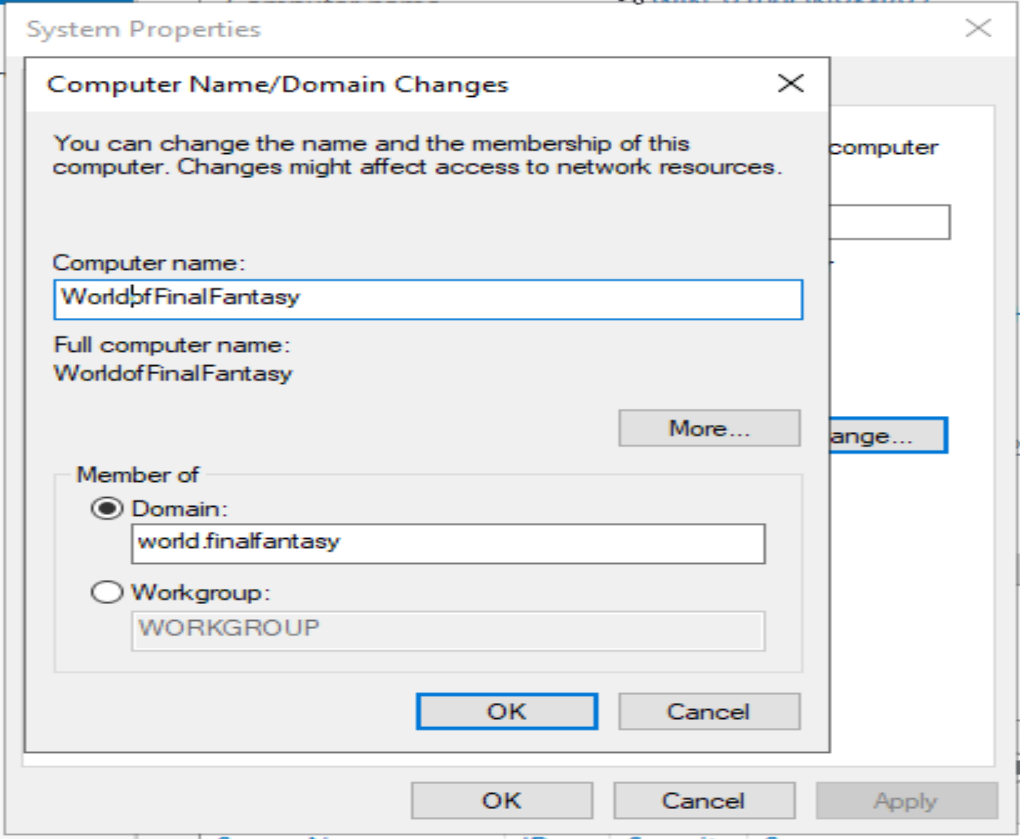 System Properties
Computer Name/Domain Changes
You can change the name and the membership of this
computer. Changes might affect access to network resources.
computer
Computer name:
WorldofFinalFantasy
Full computer name:
WorldofFinalFantasy
More...
ange...
Member of
Domain:
world.finalfantasy
Workgroup:
WORKGROUP
OK
Cancel
OK
Cancel
Apply